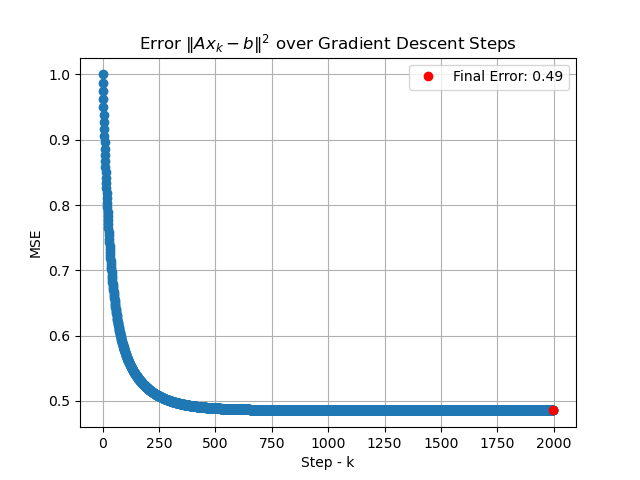 Error ‖Ax_k − b‖² over Gradient Descent Steps
Final Error: 0.49
MSE
1.0
0.9
0.8
0.7
0.6
0.5
0 250 500 750 1000 1250 1500 1750 2000
Step - k